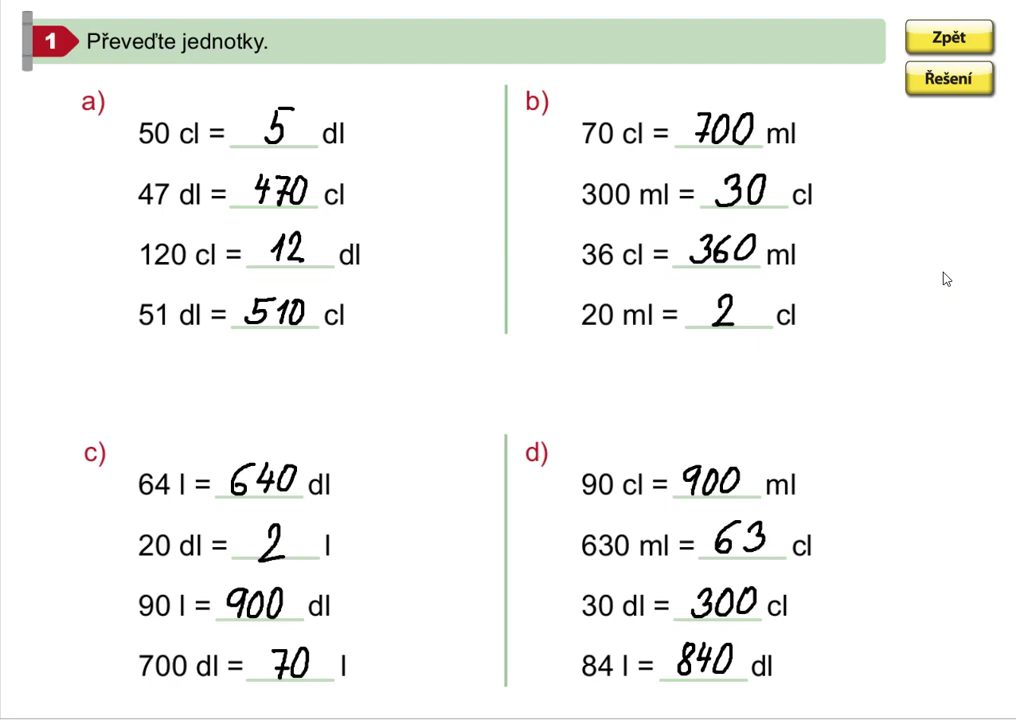 1 Převeďte jednotky.
Zpět
Řešení
a)
50 cl = 5 dl
47 dl = 470 cl
120 cl = 12 dl
51 dl = 510 cl
b)
70 cl = 700 ml
300 ml = 30 cl
36 cl = 360 ml
20 ml = 2 cl
c)
64 l = 640 dl
20 dl = 2 l
90 l = 900 dl
700 dl = 70 l
d)
90 cl = 900 ml
630 ml = 63 cl
30 dl = 300 cl
84 l = 840 dl